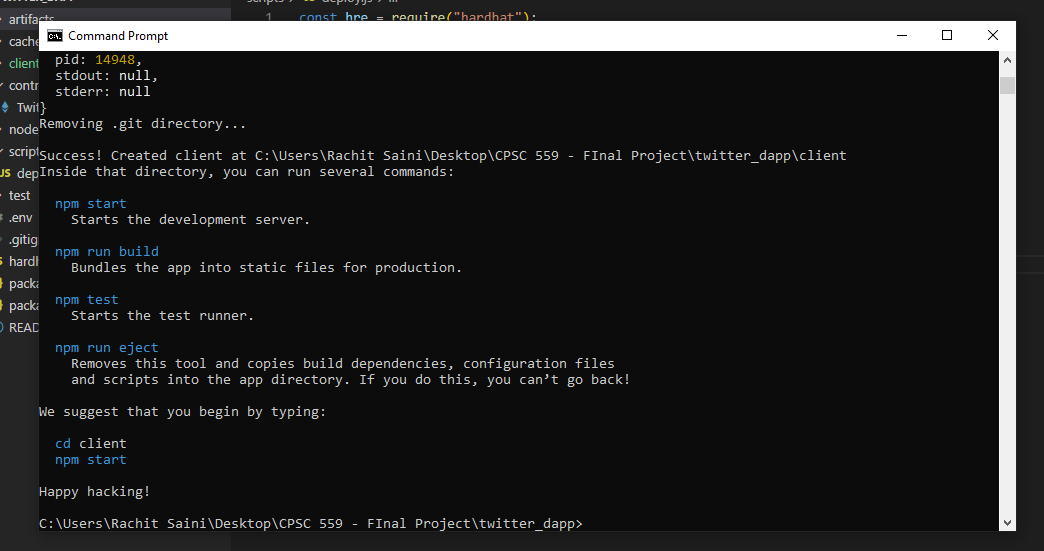 scripts > JS deploy.js > ...
1 const hre = require("hardhat");
artifacts
cache
client
contr
Twit
node
script
JS dep
test
.env
.gitig
hardh
packa
packa
READ
Command Prompt
pid: 14948,
stdout: null,
stderr: null
}
Removing .git directory...
Success! Created client at C:\Users\Rachit Saini\Desktop\CPSC 559 - FInal Project\twitter_dapp\client
Inside that directory, you can run several commands:
npm start
Starts the development server.
npm run build
Bundles the app into static files for production.
npm test
Starts the test runner.
npm run eject
Removes this tool and copies build dependencies, configuration files
and scripts into the app directory. If you do this, you can’t go back!
We suggest that you begin by typing:
cd client
npm start
Happy hacking!
C:\Users\Rachit Saini\Desktop\CPSC 559 - FInal Project\twitter_dapp>